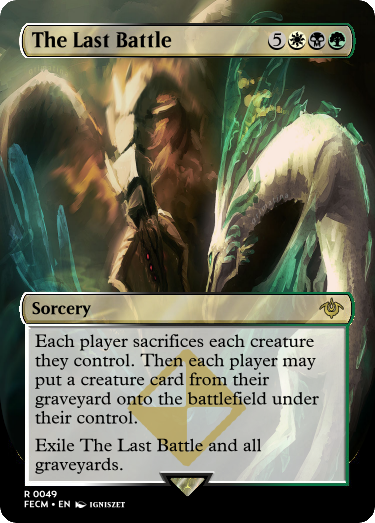 The Last Battle 5
Sorcery
Each player sacrifices each creature
they control. Then each player may
put a creature card from their
graveyard onto the battlefield under
their control.
Exile The Last Battle and all
graveyards.
R 0049
FECM • EN IGNISZET